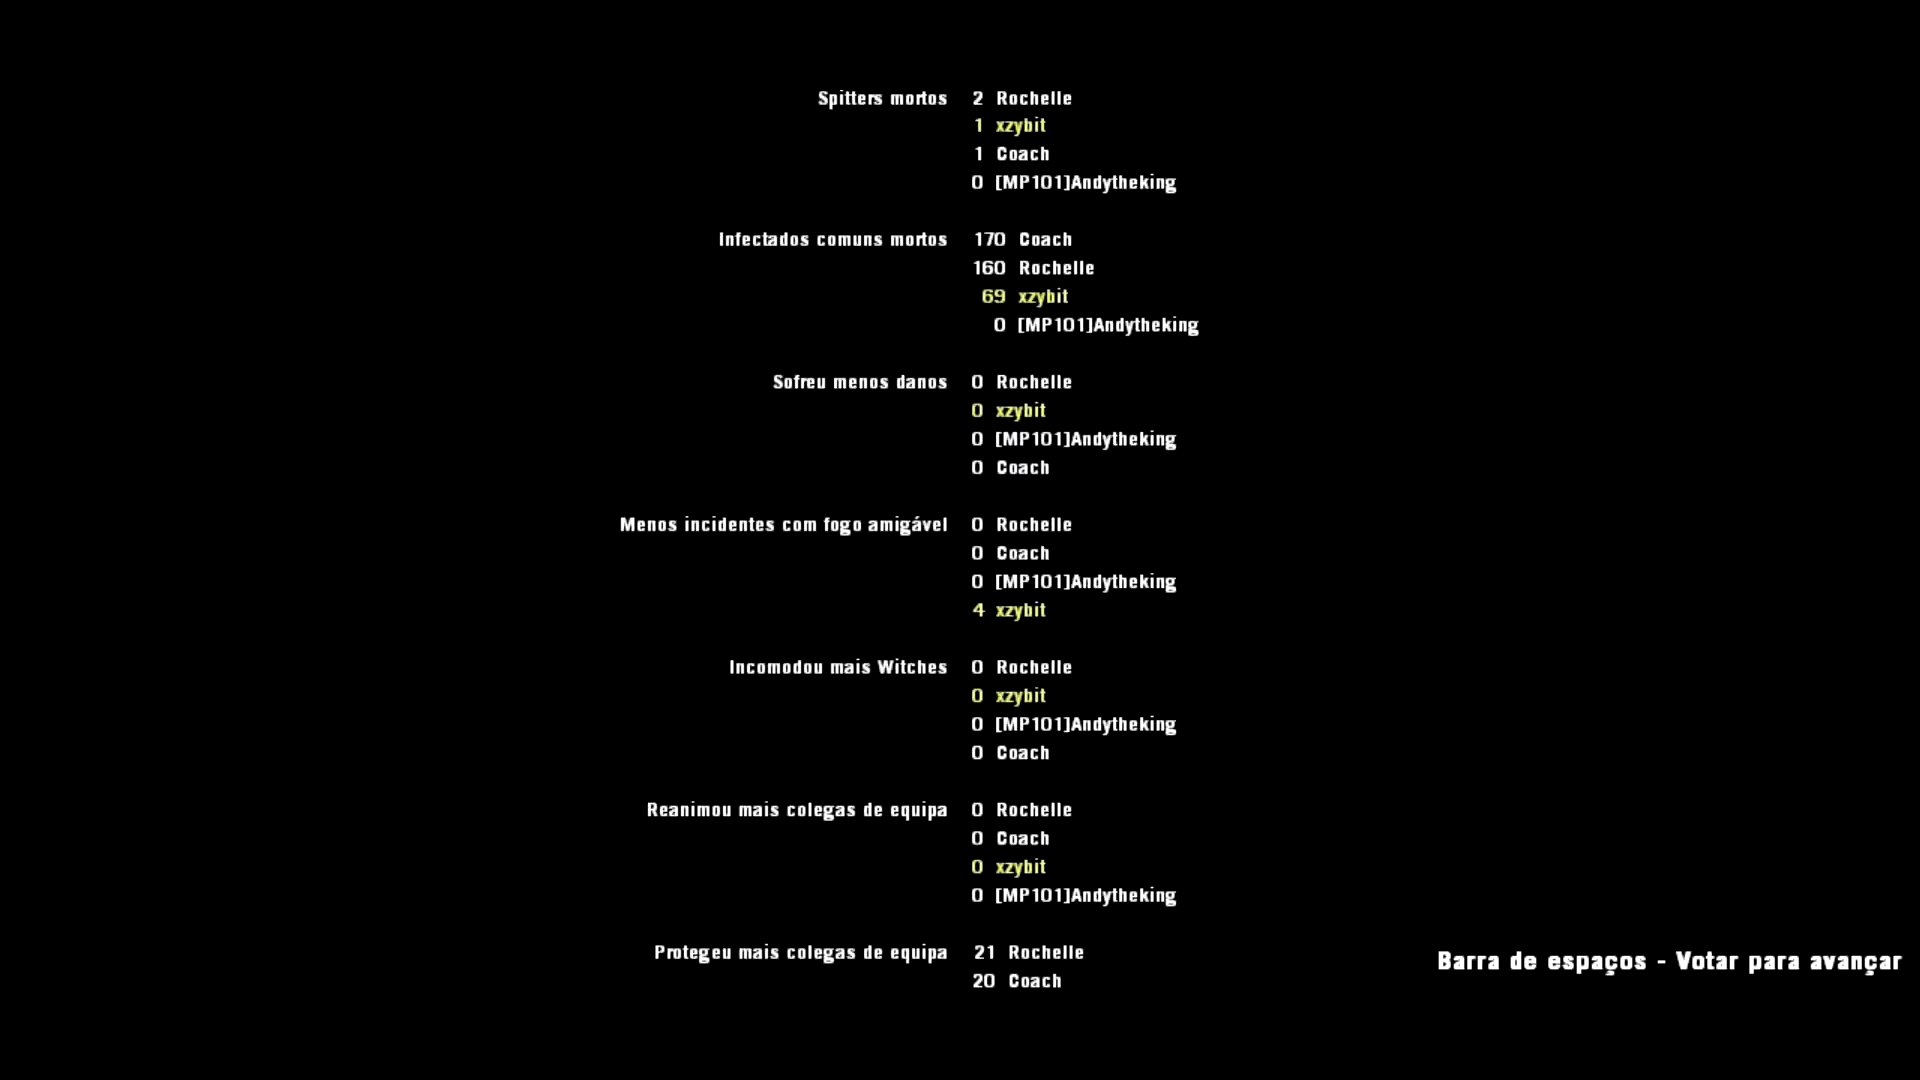 Spitters mortos 2 Rochelle
1 xzybit
1 Coach
0 [MP101]Andytheking
Infectados comuns mortos 170 Coach
160 Rochelle
69 xzybit
0 [MP101]Andytheking
Sofreu menos danos 0 Rochelle
0 xzybit
0 [MP101]Andytheking
0 Coach
Menos incidentes com fogo amigável 0 Rochelle
0 Coach
0 [MP101]Andytheking
4 xzybit
Incomodou mais Witches 0 Rochelle
0 xzybit
0 [MP101]Andytheking
0 Coach
Reanimou mais colegas de equipa 0 Rochelle
0 Coach
0 xzybit
0 [MP101]Andytheking
Protegeu mais colegas de equipa 21 Rochelle
20 Coach
Barra de espaços - Votar para avançar